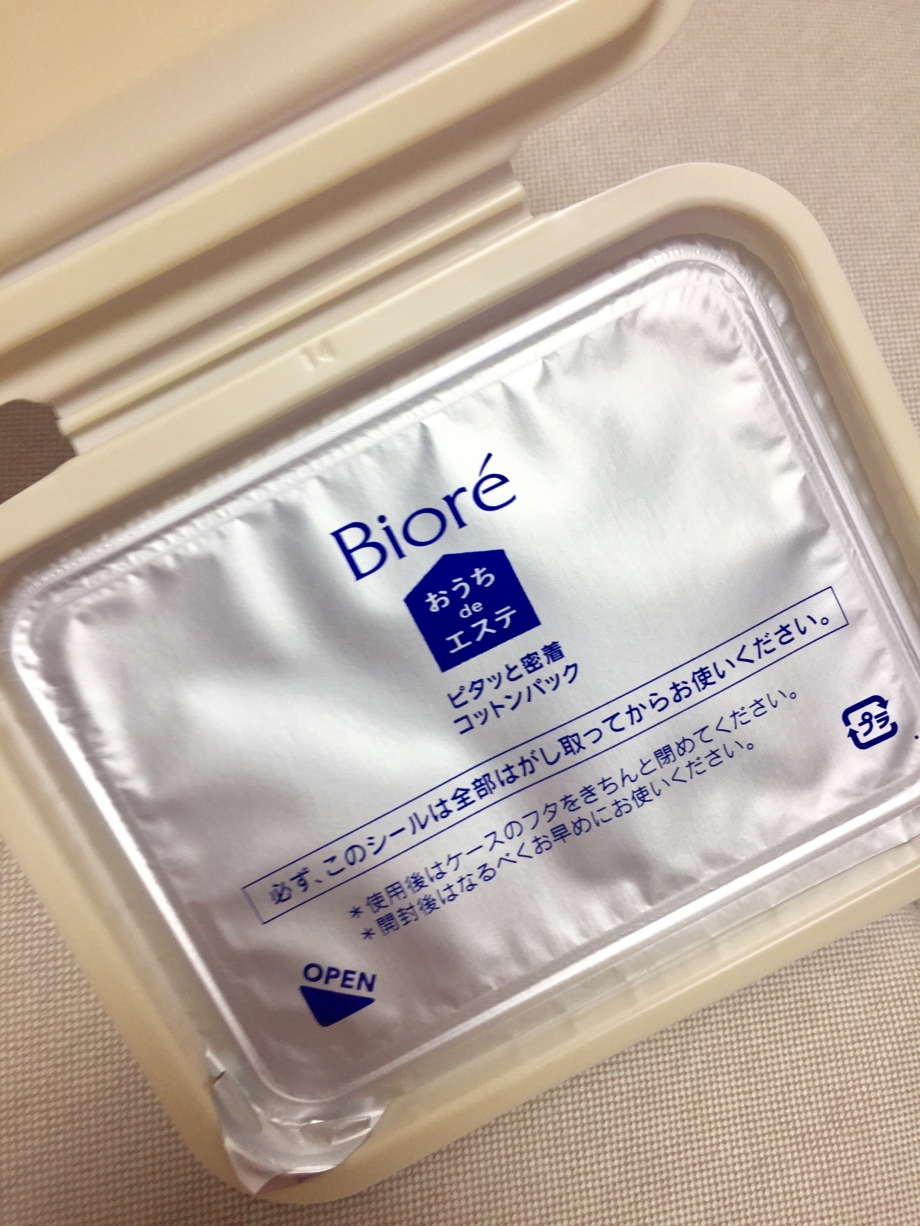 14
Bioré
おうち
de
エステ
ピタッと密着
コットンパック
必ず、このシールは全部はがし取ってからお使いください。
＊使用後はケースのフタをきちんと閉めてください。
＊開封後はなるべくお早めにお使いください。
プラ
OPEN